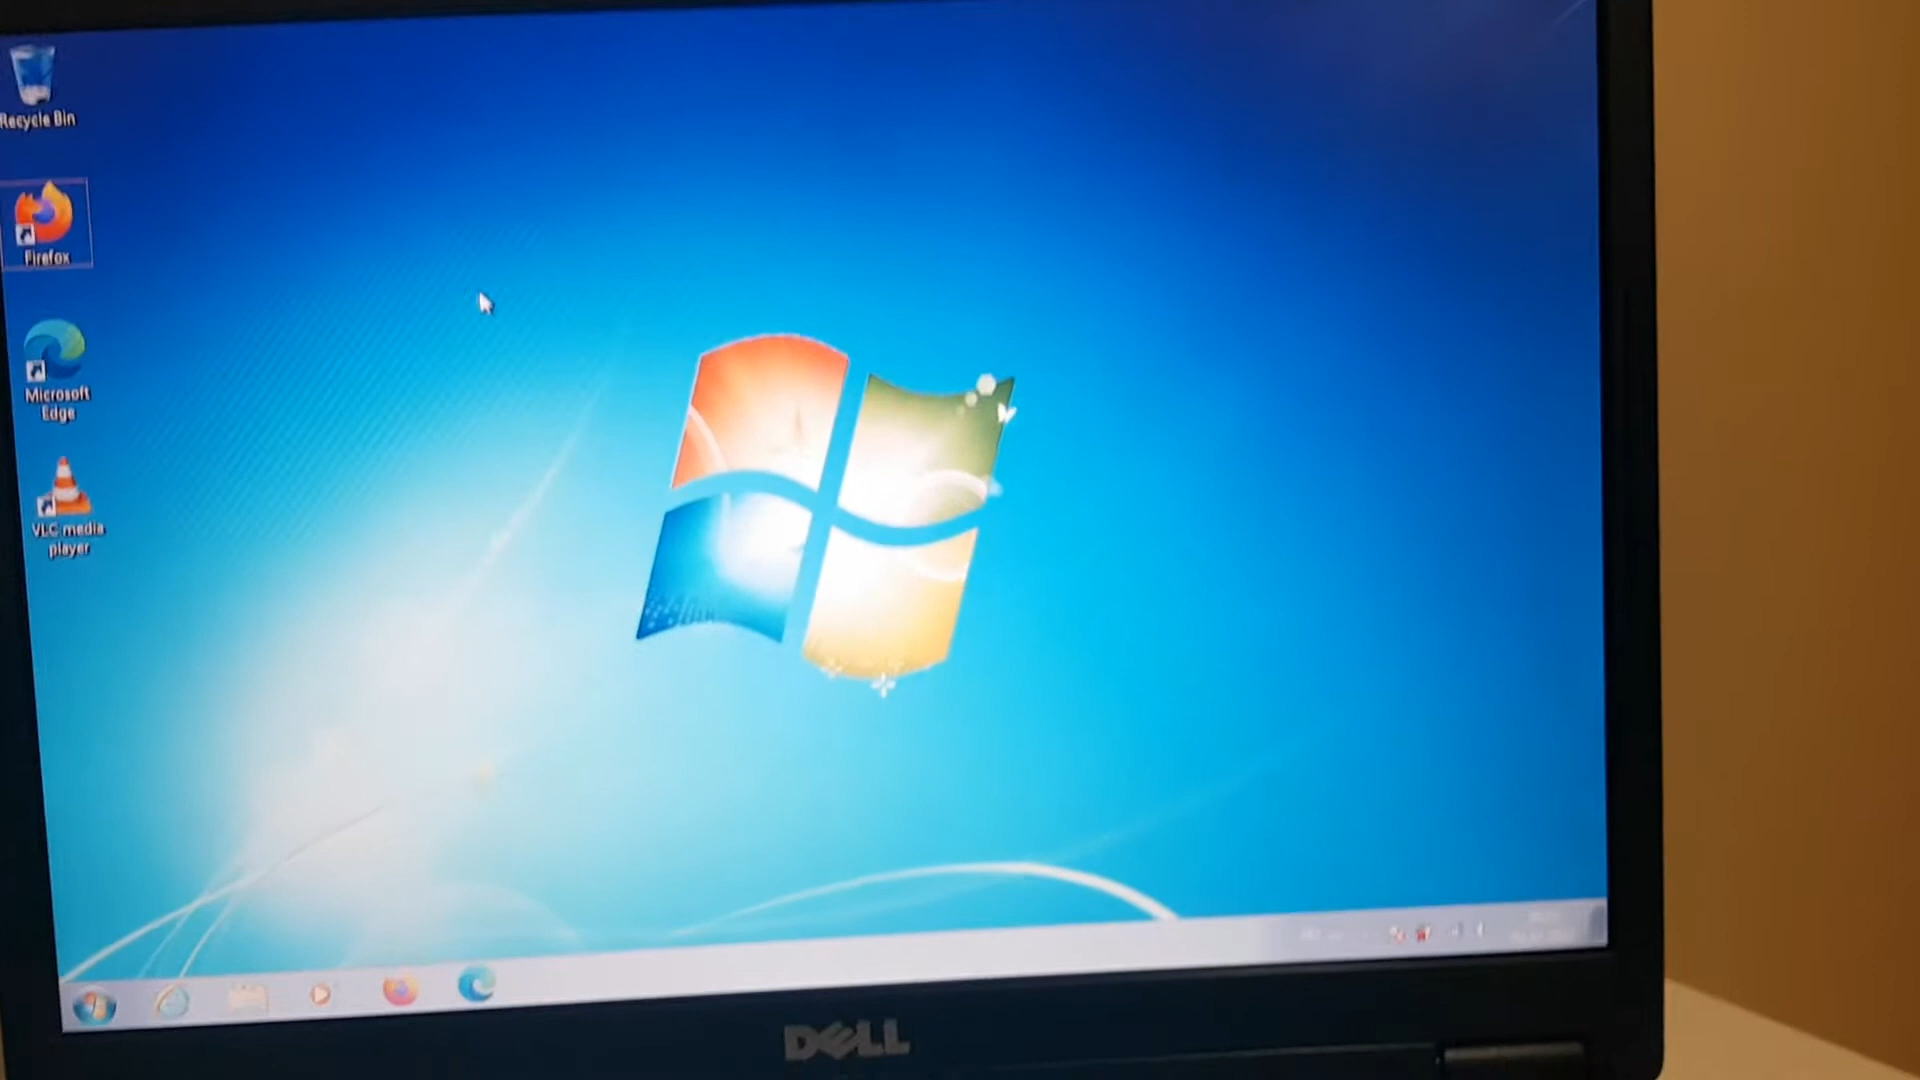 Recycle Bin
Firefox
Microsoft
Edge
VLC media
player
DELL